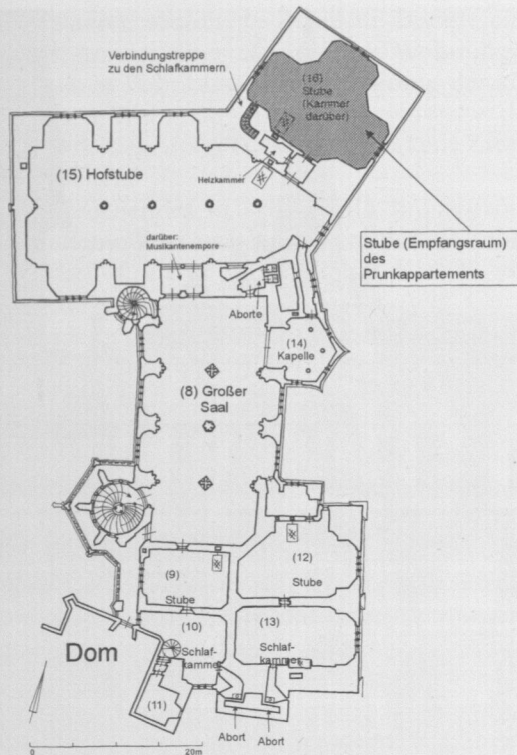 Verbindungstreppe
zu den Schlafkammern
(16)
Stube
(Kammer
darüber)
(15) Hofstube
Heizkammer
Stube (Empfangsraum)
des
Prunkappartements
darüber:
Musikantenempore
Aborte
(14)
Kapelle
(8) Großer
Saal
(12)
Stube
(9)
Stube
(10)
(13)
Schlaf-
kammer
Schlaf-
kammer
Dom
(11)
Abort
Abort
0
20m